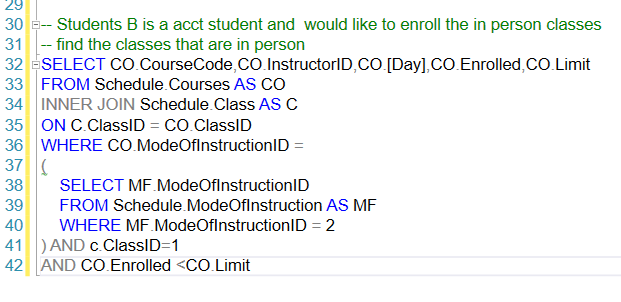 29
30 -- Students B is a acct student and  would like to enroll the in person classes
31 -- find the classes that are in person
32 SELECT CO.CourseCode,CO.InstructorID,CO.[Day],CO.Enrolled,CO.Limit
33 FROM Schedule.Courses AS CO
34 INNER JOIN Schedule.Class AS C
35 ON C.ClassID = CO.ClassID
36 WHERE CO.ModeOfInstructionID =
37 (
38 SELECT MF.ModeOfInstructionID
39 FROM Schedule.ModeOfInstruction AS MF
40 WHERE MF.ModeOfInstructionID = 2
41 ) AND c.ClassID=1
42 AND CO.Enrolled <CO.Limit